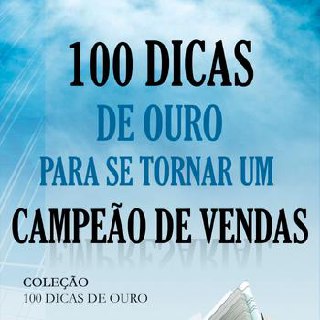 100 DICAS
DE OURO
PARA SE TORNAR UM
CAMPEÃO DE VENDAS
COLEÇÃO
100 DICAS DE OURO